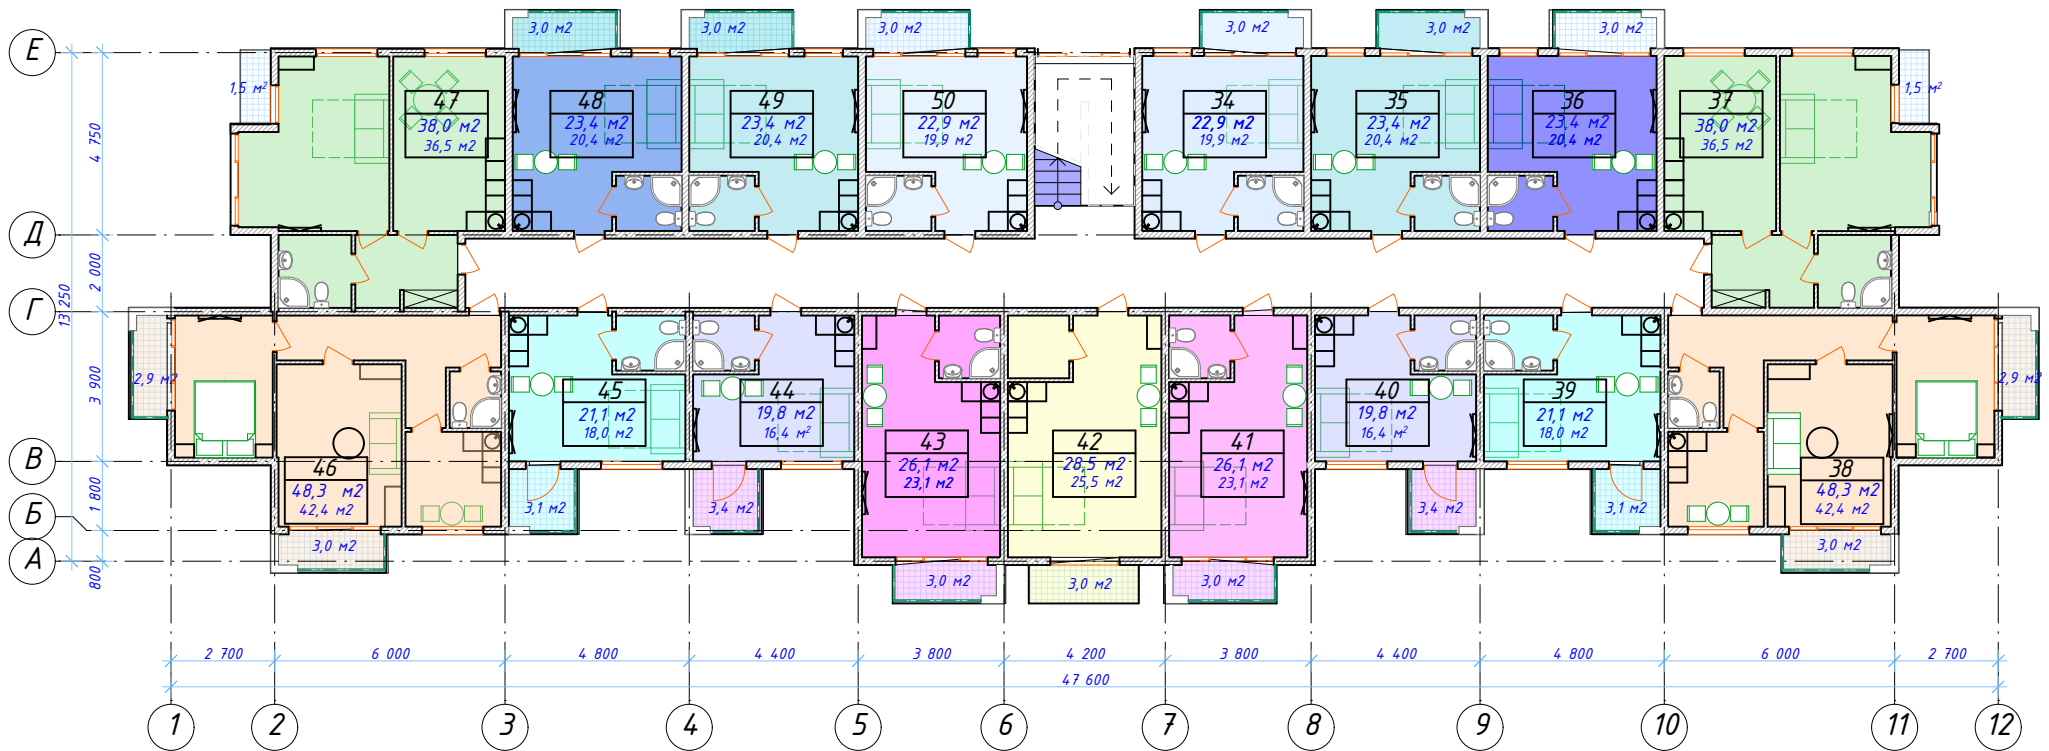 3,0 м2
3,0 м2
3,0 м2
3,0 м2
3,0 м2
3,0 м2
Е
1,5 м²
47
38,0 м2
36,5 м2
48
23,4 м2
20,4 м2
49
23,4 м2
20,4 м2
50
22,9 м2
19,9 м2
34
22,9 м2
19,9 м2
35
23,4 м2
20,4 м2
36
23,4 м2
20,4 м2
37
38,0 м2
36,5 м2
1,5 м²
4 750
Д
2 000
13 250
Г
3 900
2,9 м2
46
48,3 м2
42,4 м2
45
21,1 м2
18,0 м2
44
19,8 м2
16,4 м²
43
26,1 м2
23,1 м2
42
28,5 м2
25,5 м2
41
26,1 м2
23,1 м2
40
19,8 м2
16,4 м²
39
21,1 м2
18,0 м2
38
48,3 м2
42,4 м2
2,9 м2
В
1 800
Б
3,1 м2
3,4 м2
3,4 м2
3,1 м2
А
800
3,0 м2
3,0 м2
3,0 м2
3,0 м2
3,0 м2
2 700
6 000
4 800
4 400
3 800
4 200
3 800
4 400
4 800
6 000
2 700
47 600
1
2
3
4
5
6
7
8
9
10
11
12